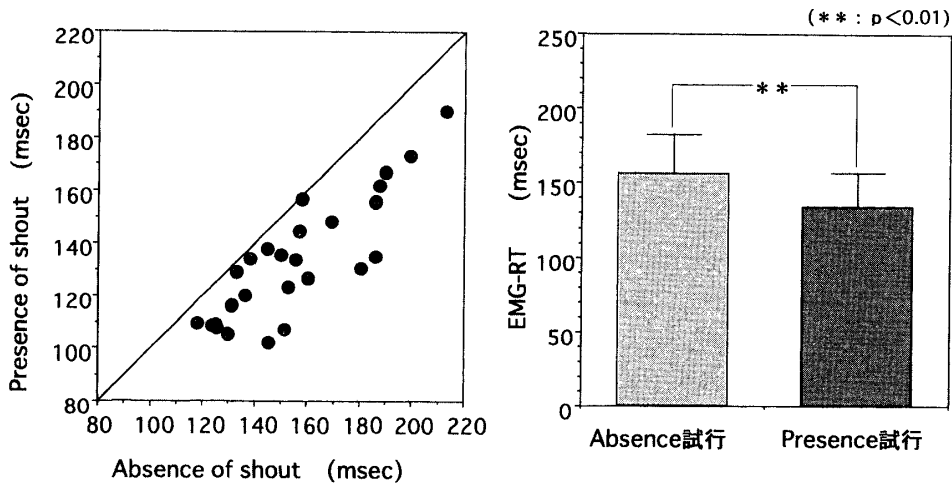 (**: p<0.01)
220
200
180
160
140
120
100
80
Presence of shout (msec)
80 100 120 140 160 180 200 220
Absence of shout (msec)
250
200
150
100
50
0
EMG-RT (msec)
**
Absence試行 Presence試行